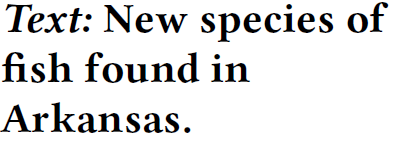 Text: New species of
fish found in
Arkansas.